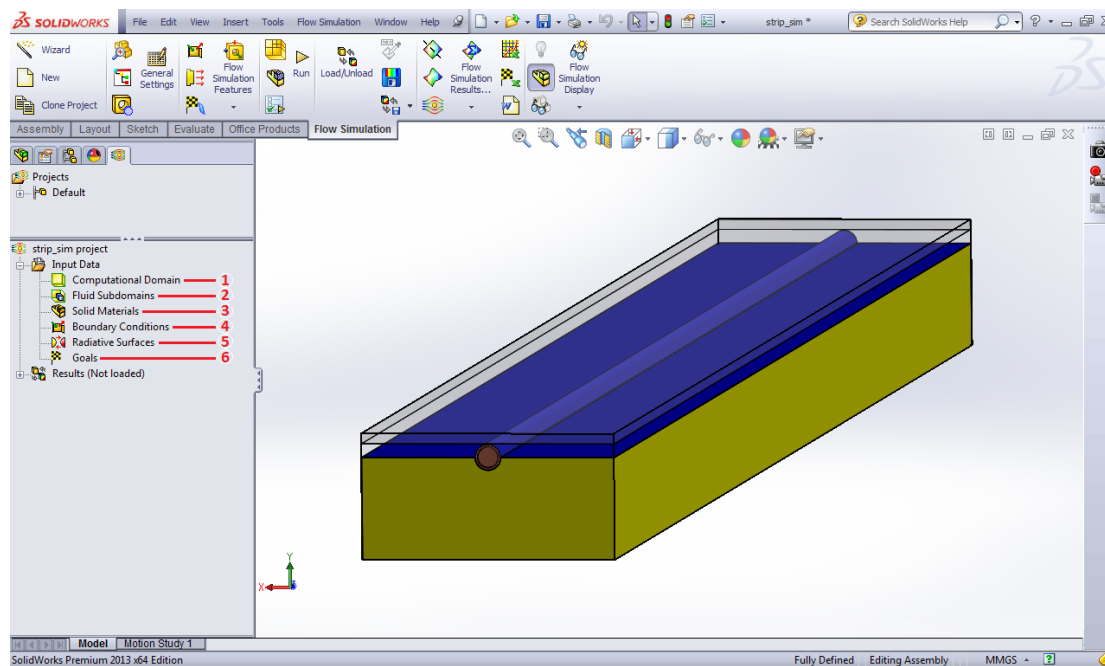 SOLIDWORKS File Edit View Insert Tools Flow Simulation Window Help strip_sim * Search SolidWorks Help
Wizard
New
Clone Project
General Settings
Flow Simulation Features
Run
Load/Unload
Flow Simulation Results...
Flow Simulation Display
Assembly Layout Sketch Evaluate Office Products Flow Simulation
Projects
Default
strip_sim project
Input Data
Computational Domain 1
Fluid Subdomains 2
Solid Materials 3
Boundary Conditions 4
Radiative Surfaces 5
Goals 6
Results (Not loaded)
Y
X
Model Motion Study 1
SolidWorks Premium 2013 x64 Edition Fully Defined Editing Assembly MMGS